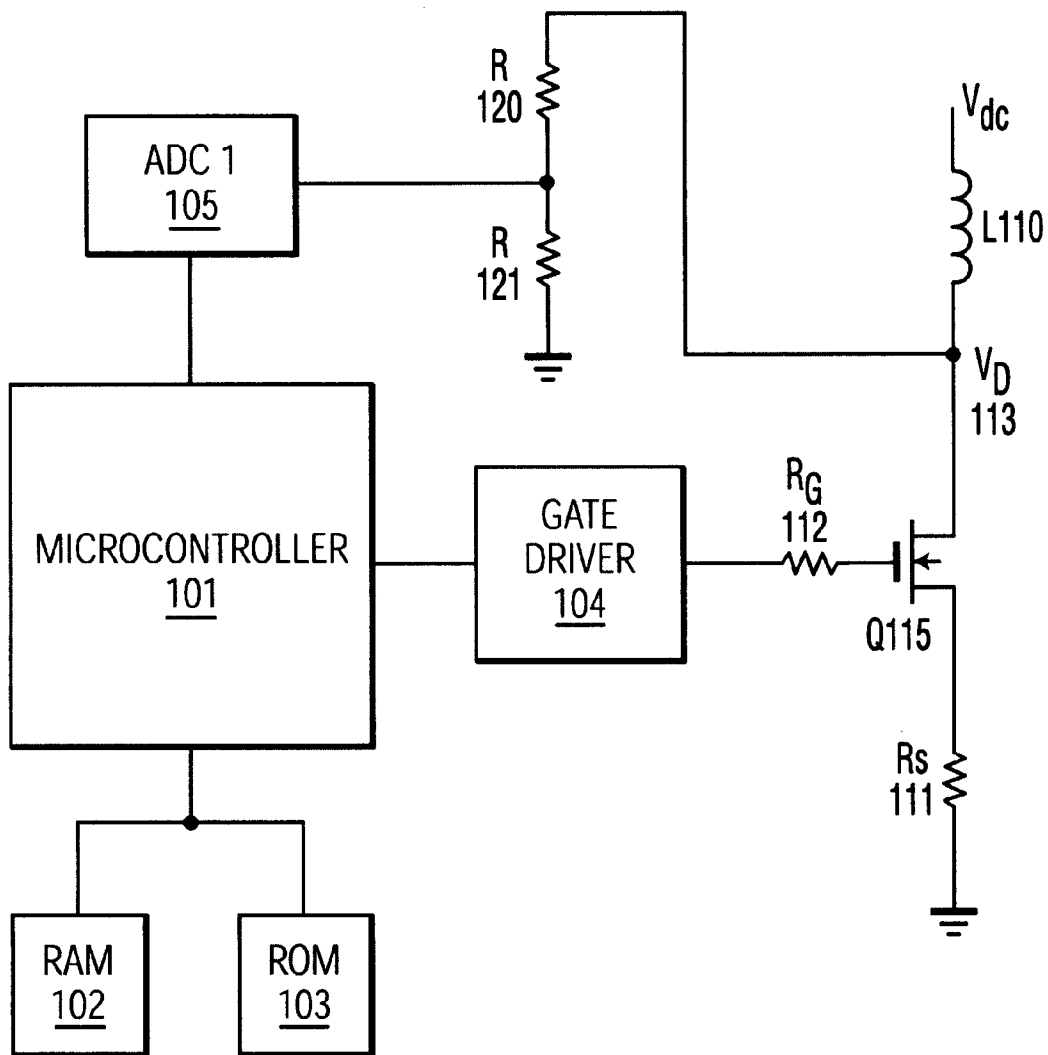 R
120
V_dc
ADC 1
105
L110
R
121
V_D
113
R_G
112
GATE
DRIVER
104
MICROCONTROLLER
101
Q115
Rs
111
RAM
102
ROM
103